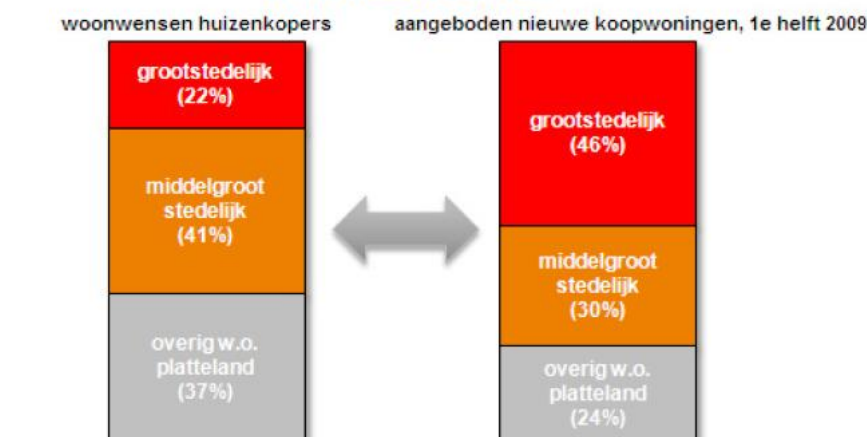 woonwensen huizenkopers
grootstedelijk
(22%)
middelgroot
stedelijk
(41%)
overig w.o.
platteland
(37%)
aangeboden nieuwe koopwoningen, 1e helft 2009
grootstedelijk
(46%)
middelgroot
stedelijk
(30%)
overig w.o.
platteland
(24%)